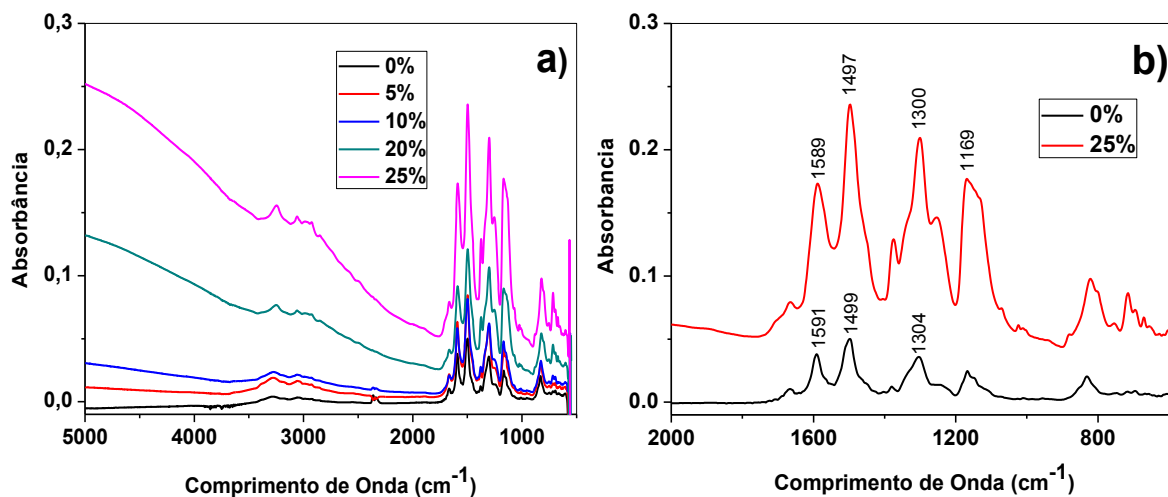 a)
0%
5%
10%
20%
25%
0,3
0,2
0,1
0,0
Absorbância
5000 4000 3000 2000 1000
Comprimento de Onda (cm⁻¹)
b)
0%
25%
0.3
0.2
0.1
0.0
Absorbancia
1589
1497
1300
1169
1591
1499
1304
2000 1600 1200 800
Comprimento de Onda (cm⁻¹)